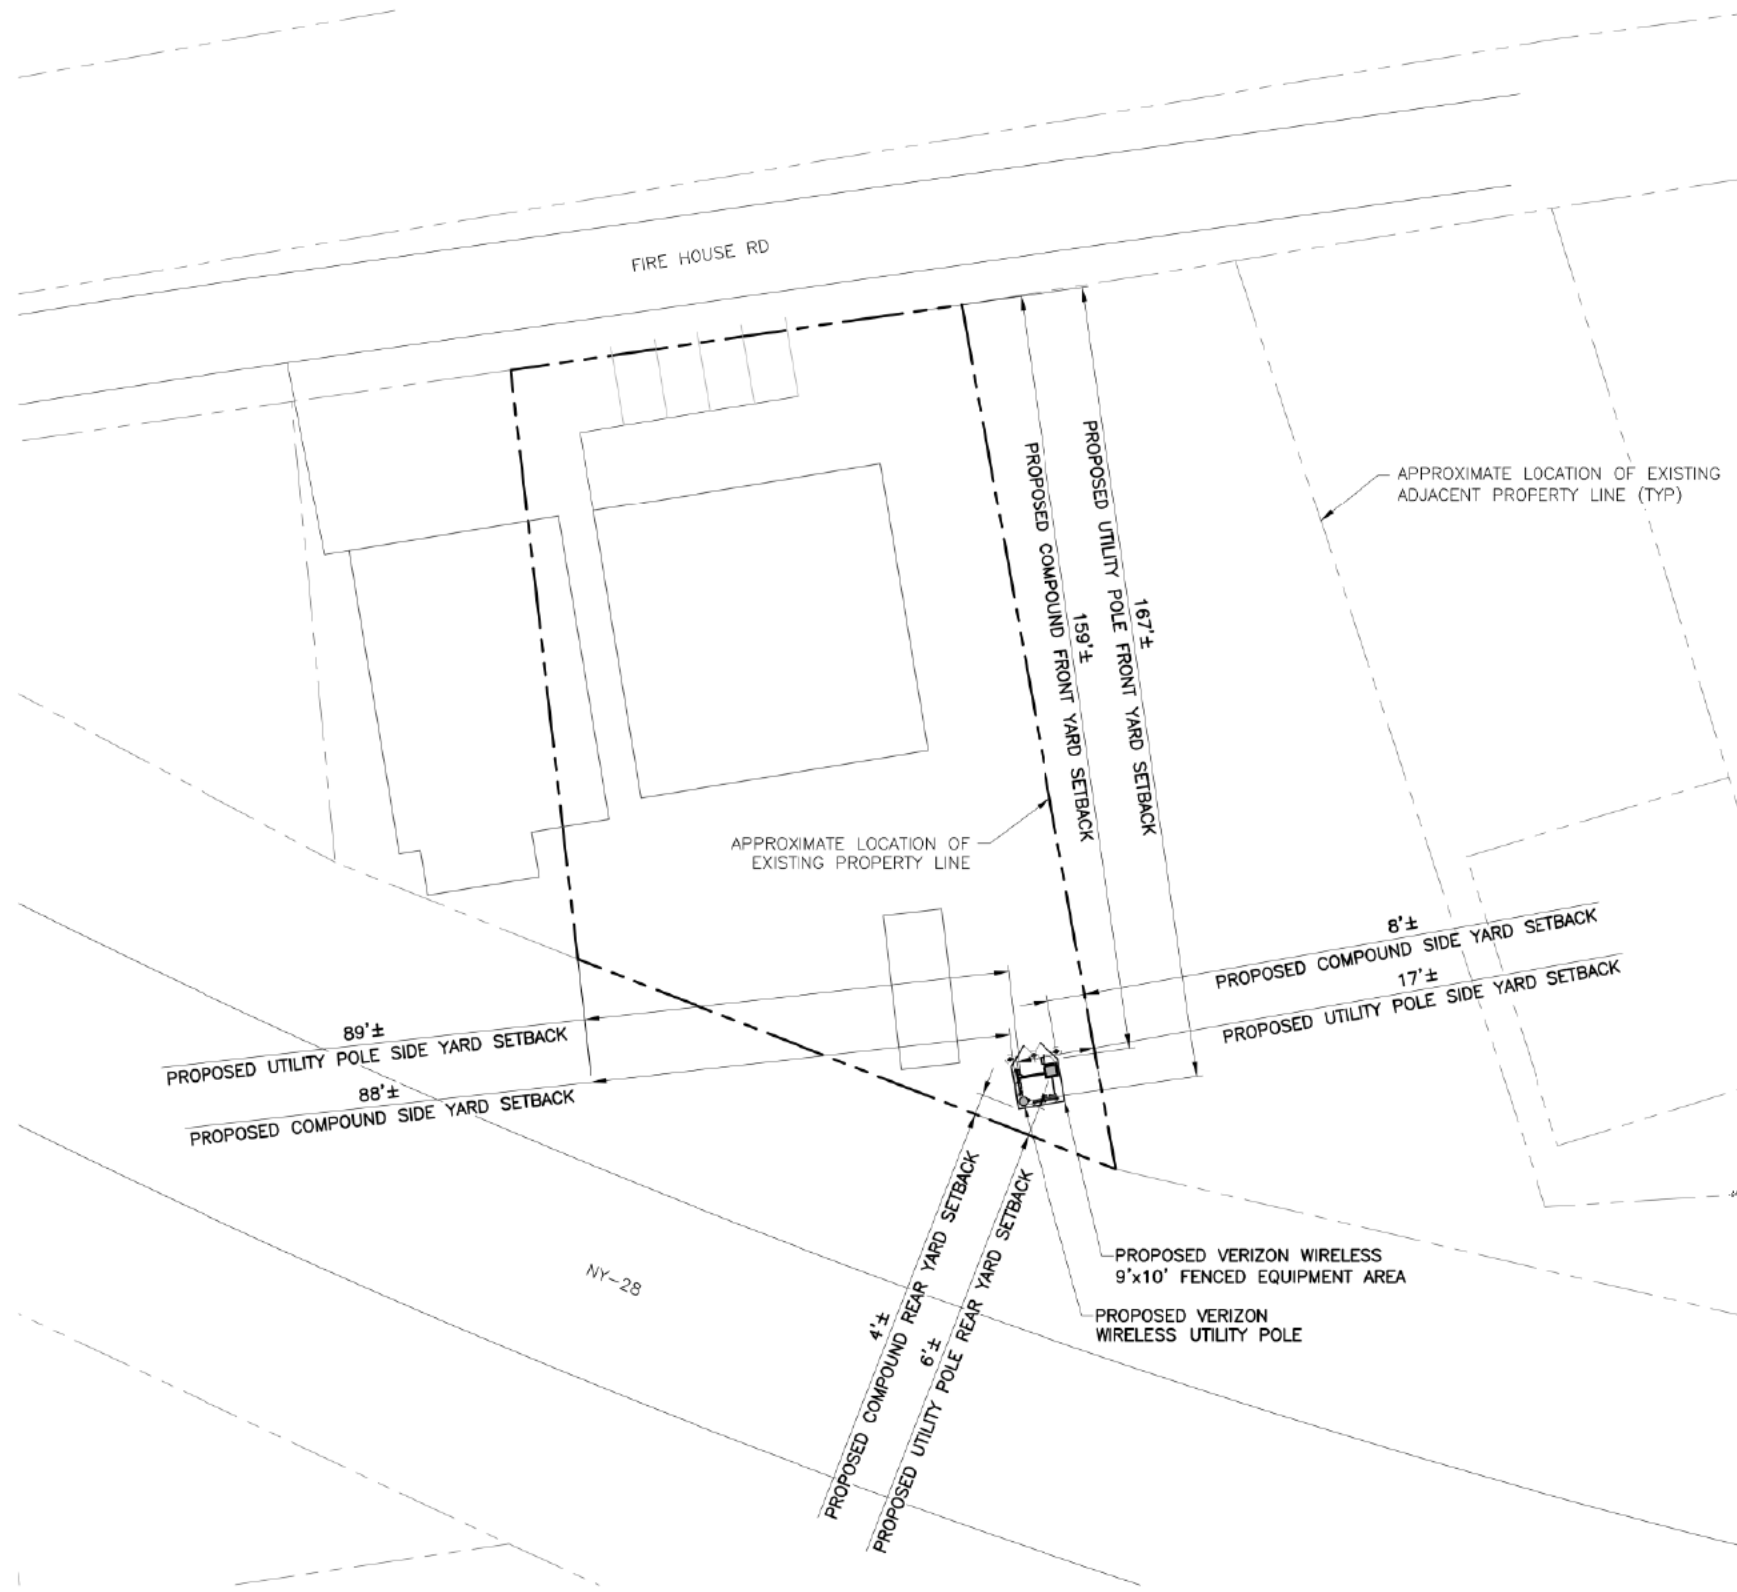 FIRE HOUSE RD
APPROXIMATE LOCATION OF EXISTING
ADJACENT PROPERTY LINE (TYP)
167'±
PROPOSED UTILITY POLE FRONT YARD SETBACK
159'±
PROPOSED COMPOUND FRONT YARD SETBACK
APPROXIMATE LOCATION OF
EXISTING PROPERTY LINE
8'±
PROPOSED COMPOUND SIDE YARD SETBACK
17'±
PROPOSED UTILITY POLE SIDE YARD SETBACK
89'±
PROPOSED UTILITY POLE SIDE YARD SETBACK
88'±
PROPOSED COMPOUND SIDE YARD SETBACK
4'±
PROPOSED COMPOUND REAR YARD SETBACK
6'±
PROPOSED UTILITY POLE REAR YARD SETBACK
PROPOSED VERIZON WIRELESS
9'x10' FENCED EQUIPMENT AREA
PROPOSED VERIZON
WIRELESS UTILITY POLE
NY-28